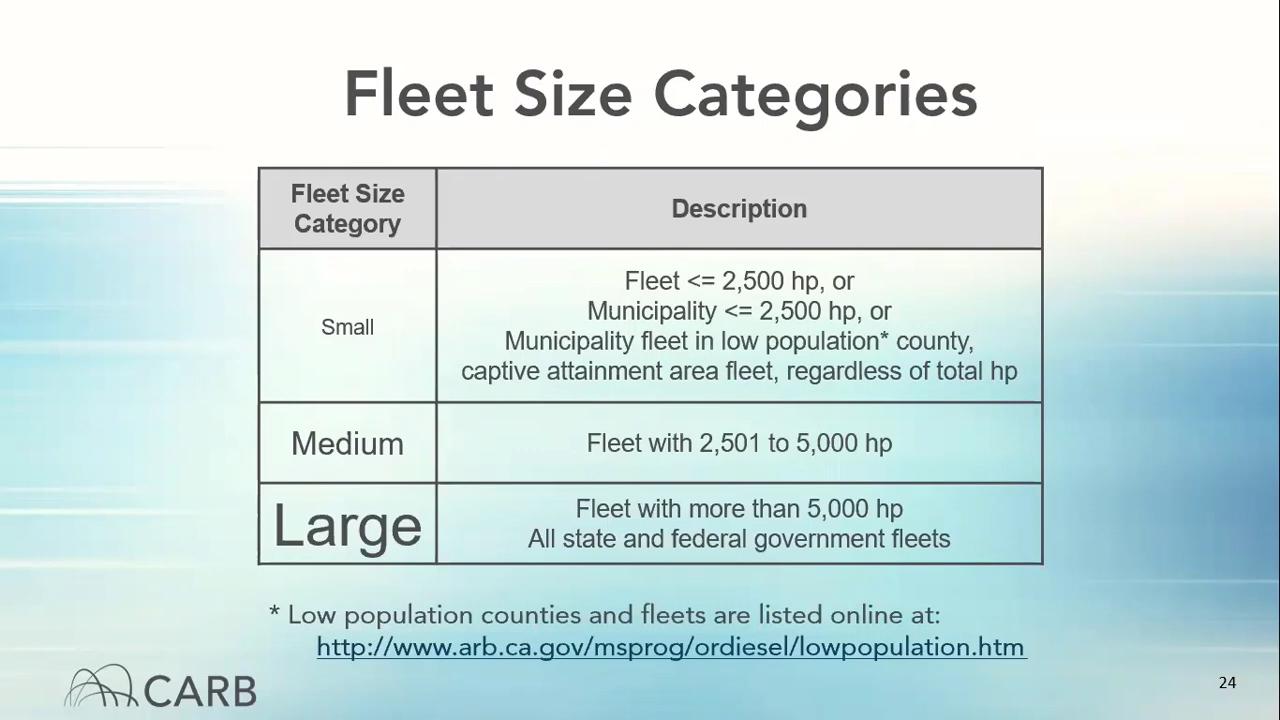 Fleet Size Categories
Fleet Size
Category
Description
Small
Fleet <= 2,500 hp, or
Municipality <= 2,500 hp, or
Municipality fleet in low population* county,
captive attainment area fleet, regardless of total hp
Medium
Fleet with 2,501 to 5,000 hp
Large
Fleet with more than 5,000 hp
All state and federal government fleets
* Low population counties and fleets are listed online at:
http://www.arb.ca.gov/msprog/ordiesel/lowpopulation.htm
CARB
24